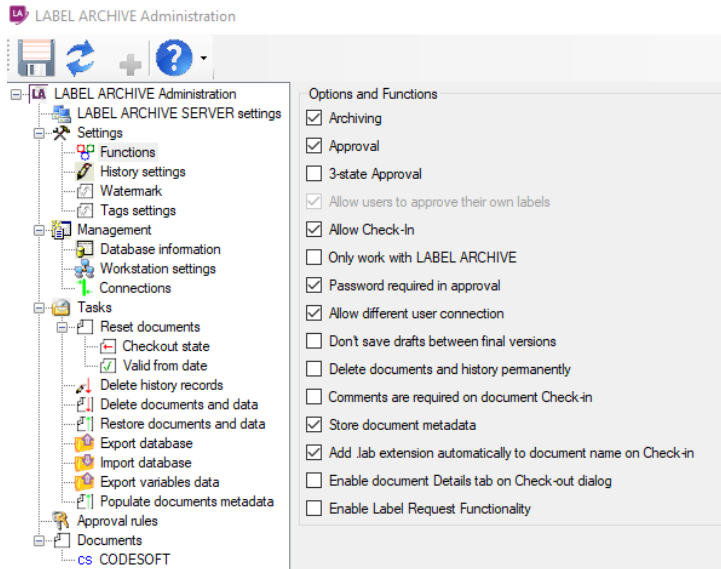 LABEL ARCHIVE Administration
LABEL ARCHIVE Administration
LABEL ARCHIVE SERVER settings
Settings
Functions
History settings
Watermark
Tags settings
Management
Database information
Workstation settings
Connections
Tasks
Reset documents
Checkout state
Valid from date
Delete history records
Delete documents and data
Restore documents and data
Export database
Import database
Export variables data
Populate documents metadata
Approval rules
Documents
CS CODESOFT
Options and Functions
Archiving
Approval
3-state Approval
Allow users to approve their own labels
Allow Check-In
Only work with LABEL ARCHIVE
Password required in approval
Allow different user connection
Don't save drafts between final versions
Delete documents and history permanently
Comments are required on document Check-in
Store document metadata
Add .lab extension automatically to document name on Check-in
Enable document Details tab on Check-out dialog
Enable Label Request Functionality